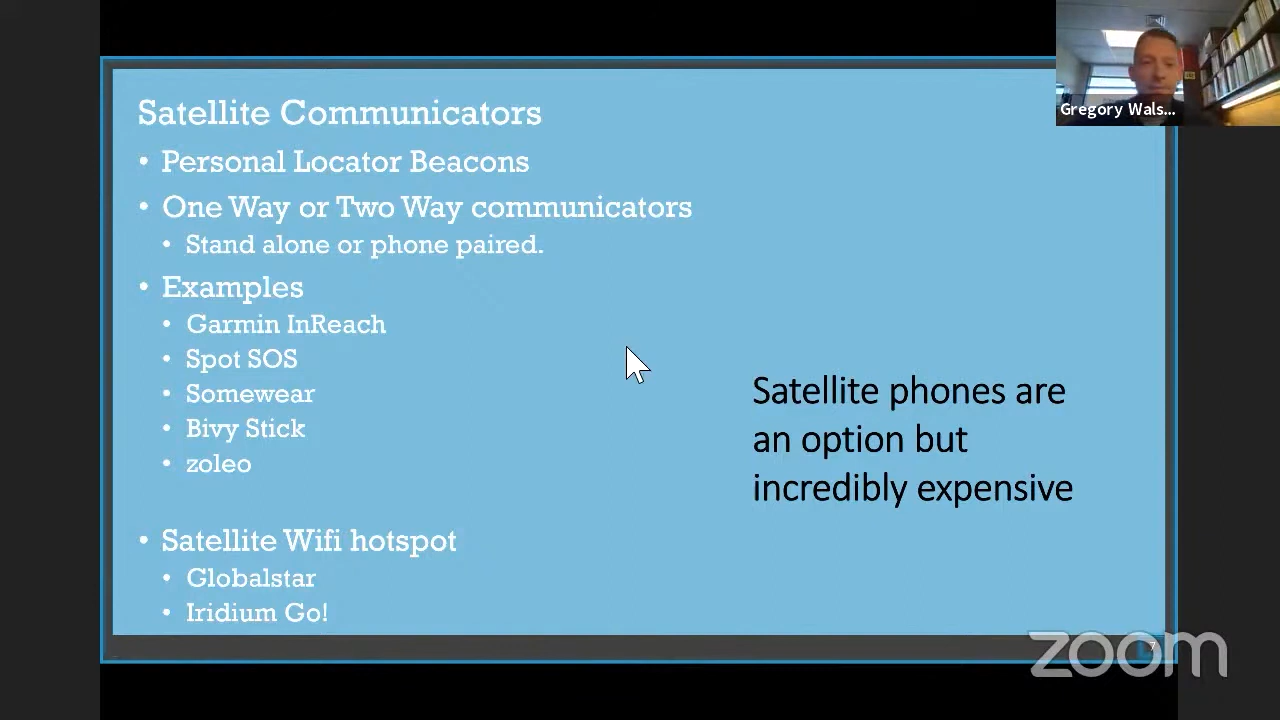 Satellite Communicators
• Personal Locator Beacons
• One Way or Two Way communicators
• Stand alone or phone paired.
• Examples
• Garmin InReach
• Spot SOS
• Somewear
• Bivy Stick
• zoleo
• Satellite Wifi hotspot
• Globalstar
• Iridium Go!
Satellite phones are
an option but
incredibly expensive
Gregory Wals...
7
zoom